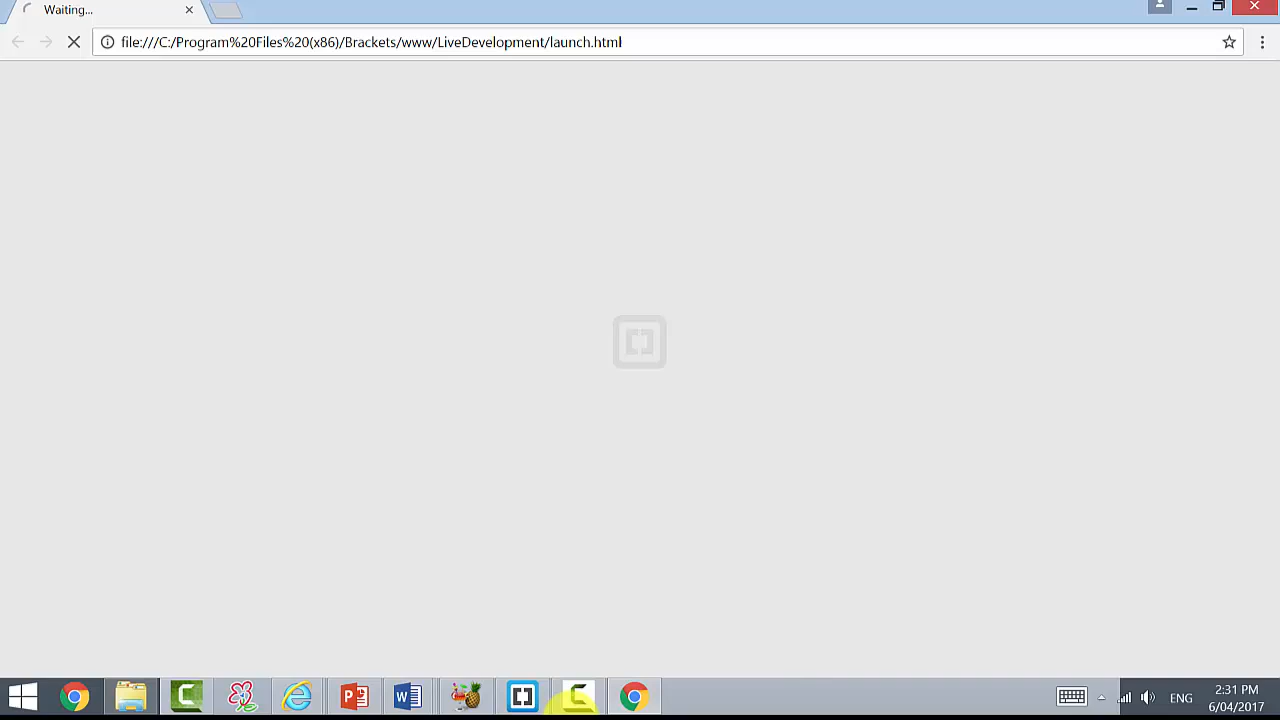 Waiting...
file:///C:/Program%20Files%20(x86)/Brackets/www/LiveDevelopment/launch.html
ENG
2:31 PM
6/04/2017